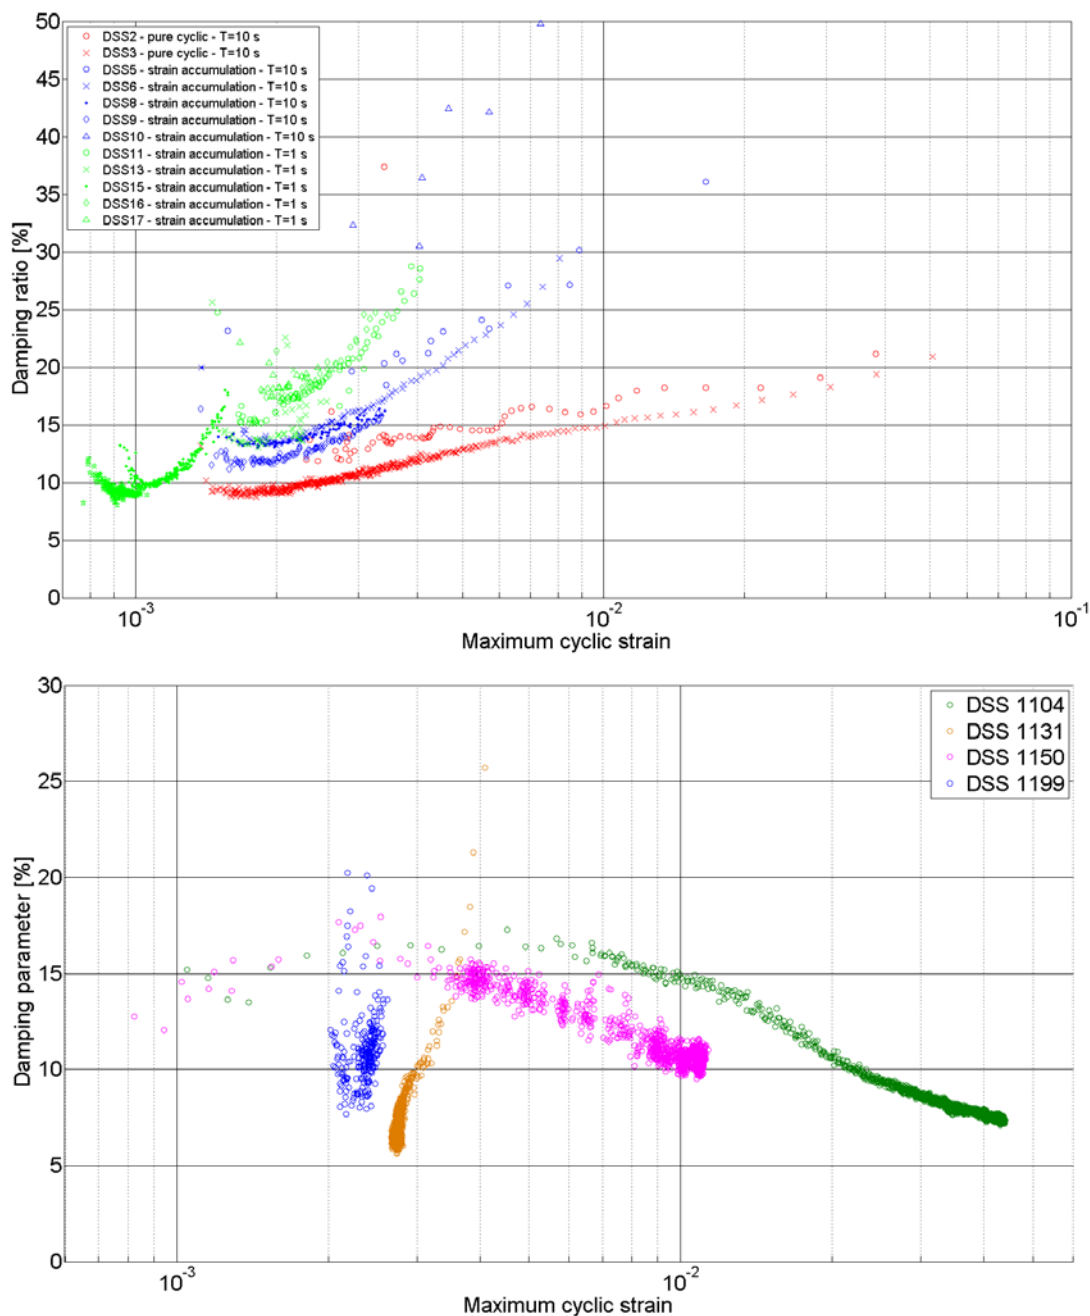 50
45
40
35
30
25
20
15
10
5
0
Damping ratio [%]
DSS2 - pure cyclic - T=10 s
DSS3 - pure cyclic - T=10 s
DSS5 - strain accumulation - T=10 s
DSS6 - strain accumulation - T=10 s
DSS8 - strain accumulation - T=10 s
DSS9 - strain accumulation - T=10 s
DSS10 - strain accumulation - T=10 s
DSS11 - strain accumulation - T=1 s
DSS13 - strain accumulation - T=1 s
DSS15 - strain accumulation - T=1 s
DSS16 - strain accumulation - T=1 s
DSS17 - strain accumulation - T=1 s
10⁻³ 10⁻² 10⁻¹
Maximum cyclic strain
30
25
20
15
10
5
0
Damping parameter [%]
DSS 1104
DSS 1131
DSS 1150
DSS 1199
10⁻³ 10⁻²
Maximum cyclic strain